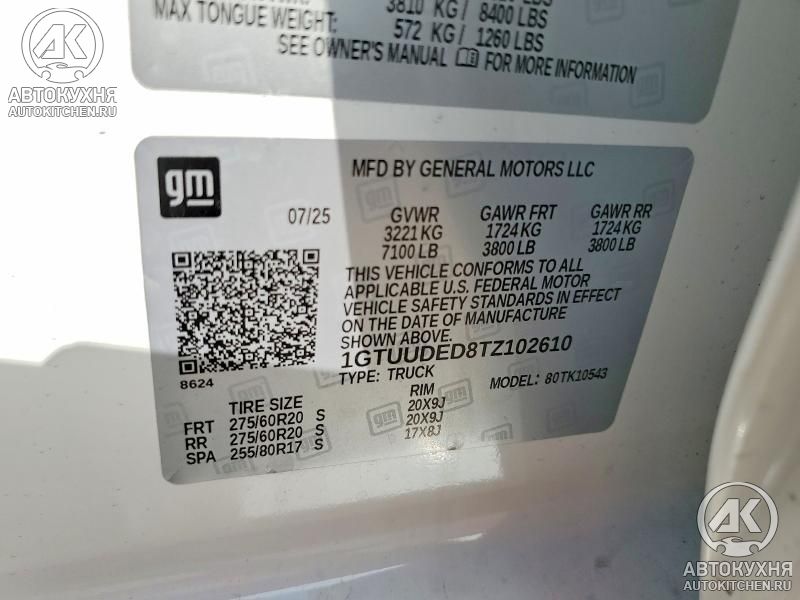 3810 KG / 8400 LBS
MAX TONGUE WEIGHT: 572 KG / 1260 LBS
SEE OWNER'S MANUAL FOR MORE INFORMATION
АВТОКУХНЯ
AUTOKITCHEN.RU
gm
MFD BY GENERAL MOTORS LLC
07/25
GVWR GAWR FRT GAWR RR
3221 KG 1724 KG 1724 KG
7100 LB 3800 LB 3800 LB
THIS VEHICLE CONFORMS TO ALL
APPLICABLE U.S. FEDERAL MOTOR
VEHICLE SAFETY STANDARDS IN EFFECT
ON THE DATE OF MANUFACTURE
SHOWN ABOVE.
1GTUUDED8TZ102610
8624
TYPE: TRUCK MODEL: 80TK10543
TIRE SIZE RIM
FRT 275/60R20 S 20X9J
RR 275/60R20 S 20X9J
SPA 255/80R17 S 17X8J
АК
АВТОКУХНЯ
AUTOKITCHEN.RU